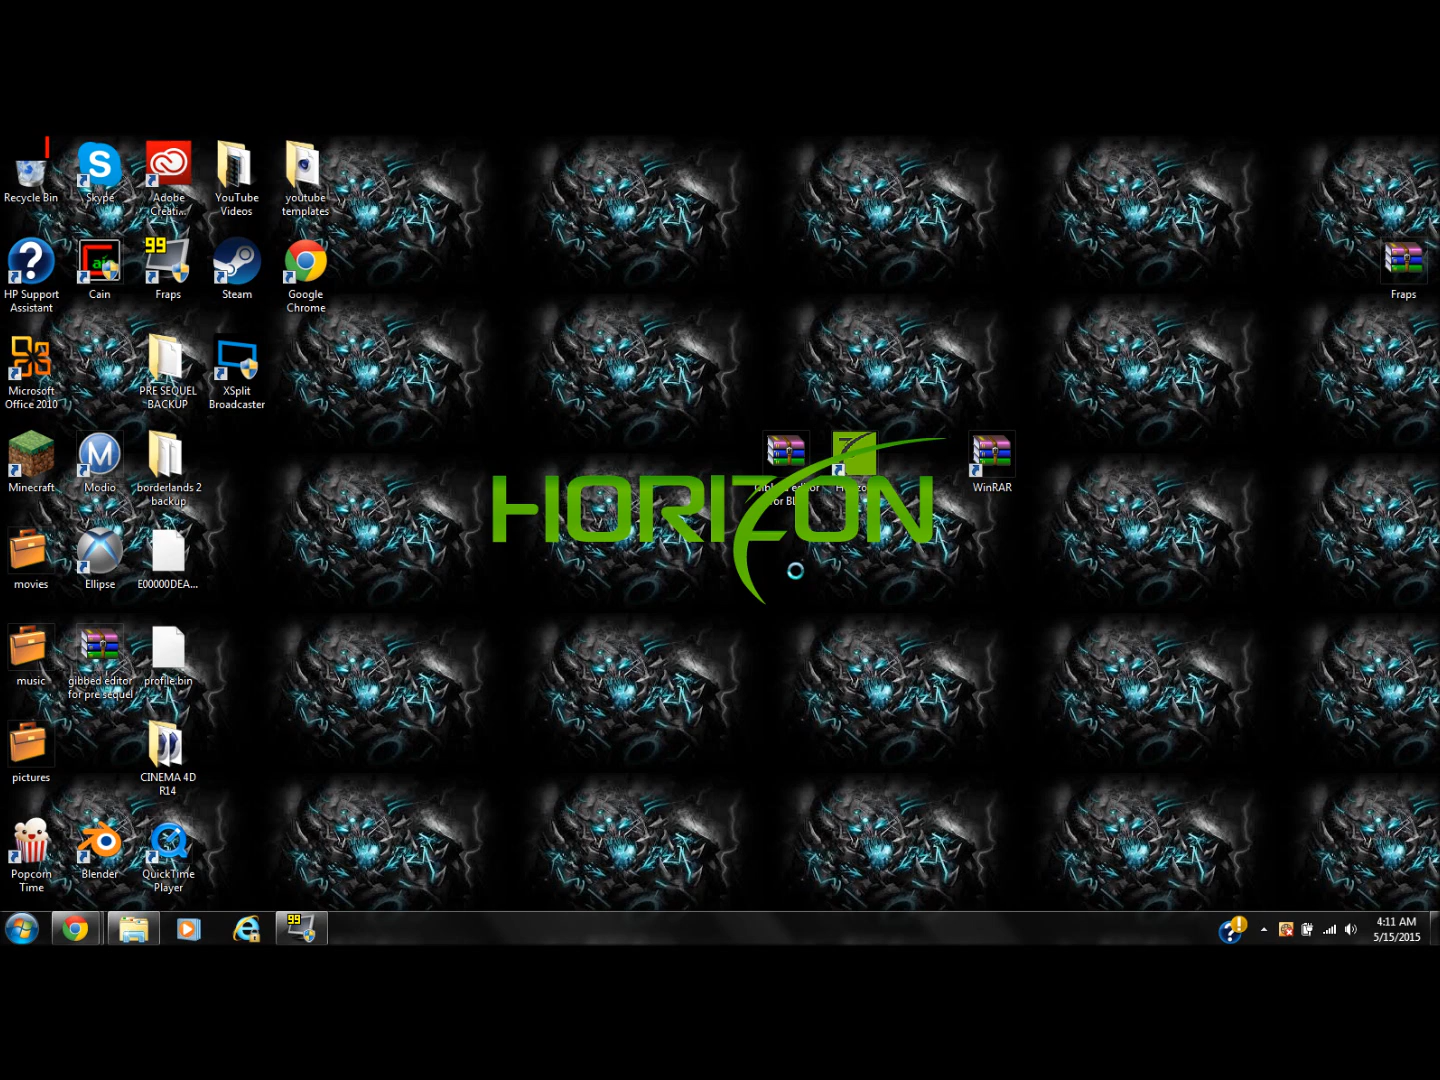 Recycle Bin
Skype
Adobe
Creati...
YouTube
Videos
youtube
templates
HP Support
Assistant
Cain
99
Fraps
Steam
Google
Chrome
Fraps
Microsoft
Office 2010
PRE SEQUEL
BACKUP
XSplit
Broadcaster
Minecraft
Modio
borderlands 2
backup
WinRAR
HORIZON
movies
Ellipse
E00000DEA...
music
gibbed editor
for pre sequel
profile.bin
pictures
CINEMA 4D
R14
Popcorn
Time
Blender
QuickTime
Player
99
4:11 AM
5/15/2015